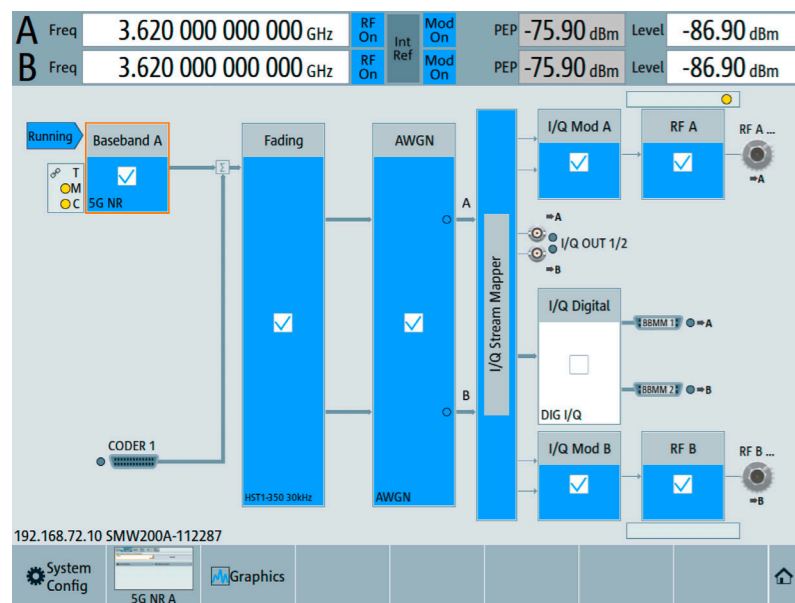 A Freq 3.620 000 000 000 GHz RF On Int Ref Mod On PEP -75.90 dBm Level -86.90 dBm
B Freq 3.620 000 000 000 GHz RF On Mod On PEP -75.90 dBm Level -86.90 dBm
Running
Baseband A
T
M
C
5G NR
Σ
Fading
HST1-350 30kHz
AWGN
AWGN
A
B
I/Q Stream Mapper
I/Q Mod A
RF A
RF A ...
⇒A
⇒A
I/Q OUT 1/2
⇒B
I/Q Digital
BBMM 1 ⇒A
BBMM 2 ⇒B
DIG I/Q
CODER 1
I/Q Mod B
RF B
RF B ...
⇒B
192.168.72.10 SMW200A-112287
System Config
5G NR A
Graphics